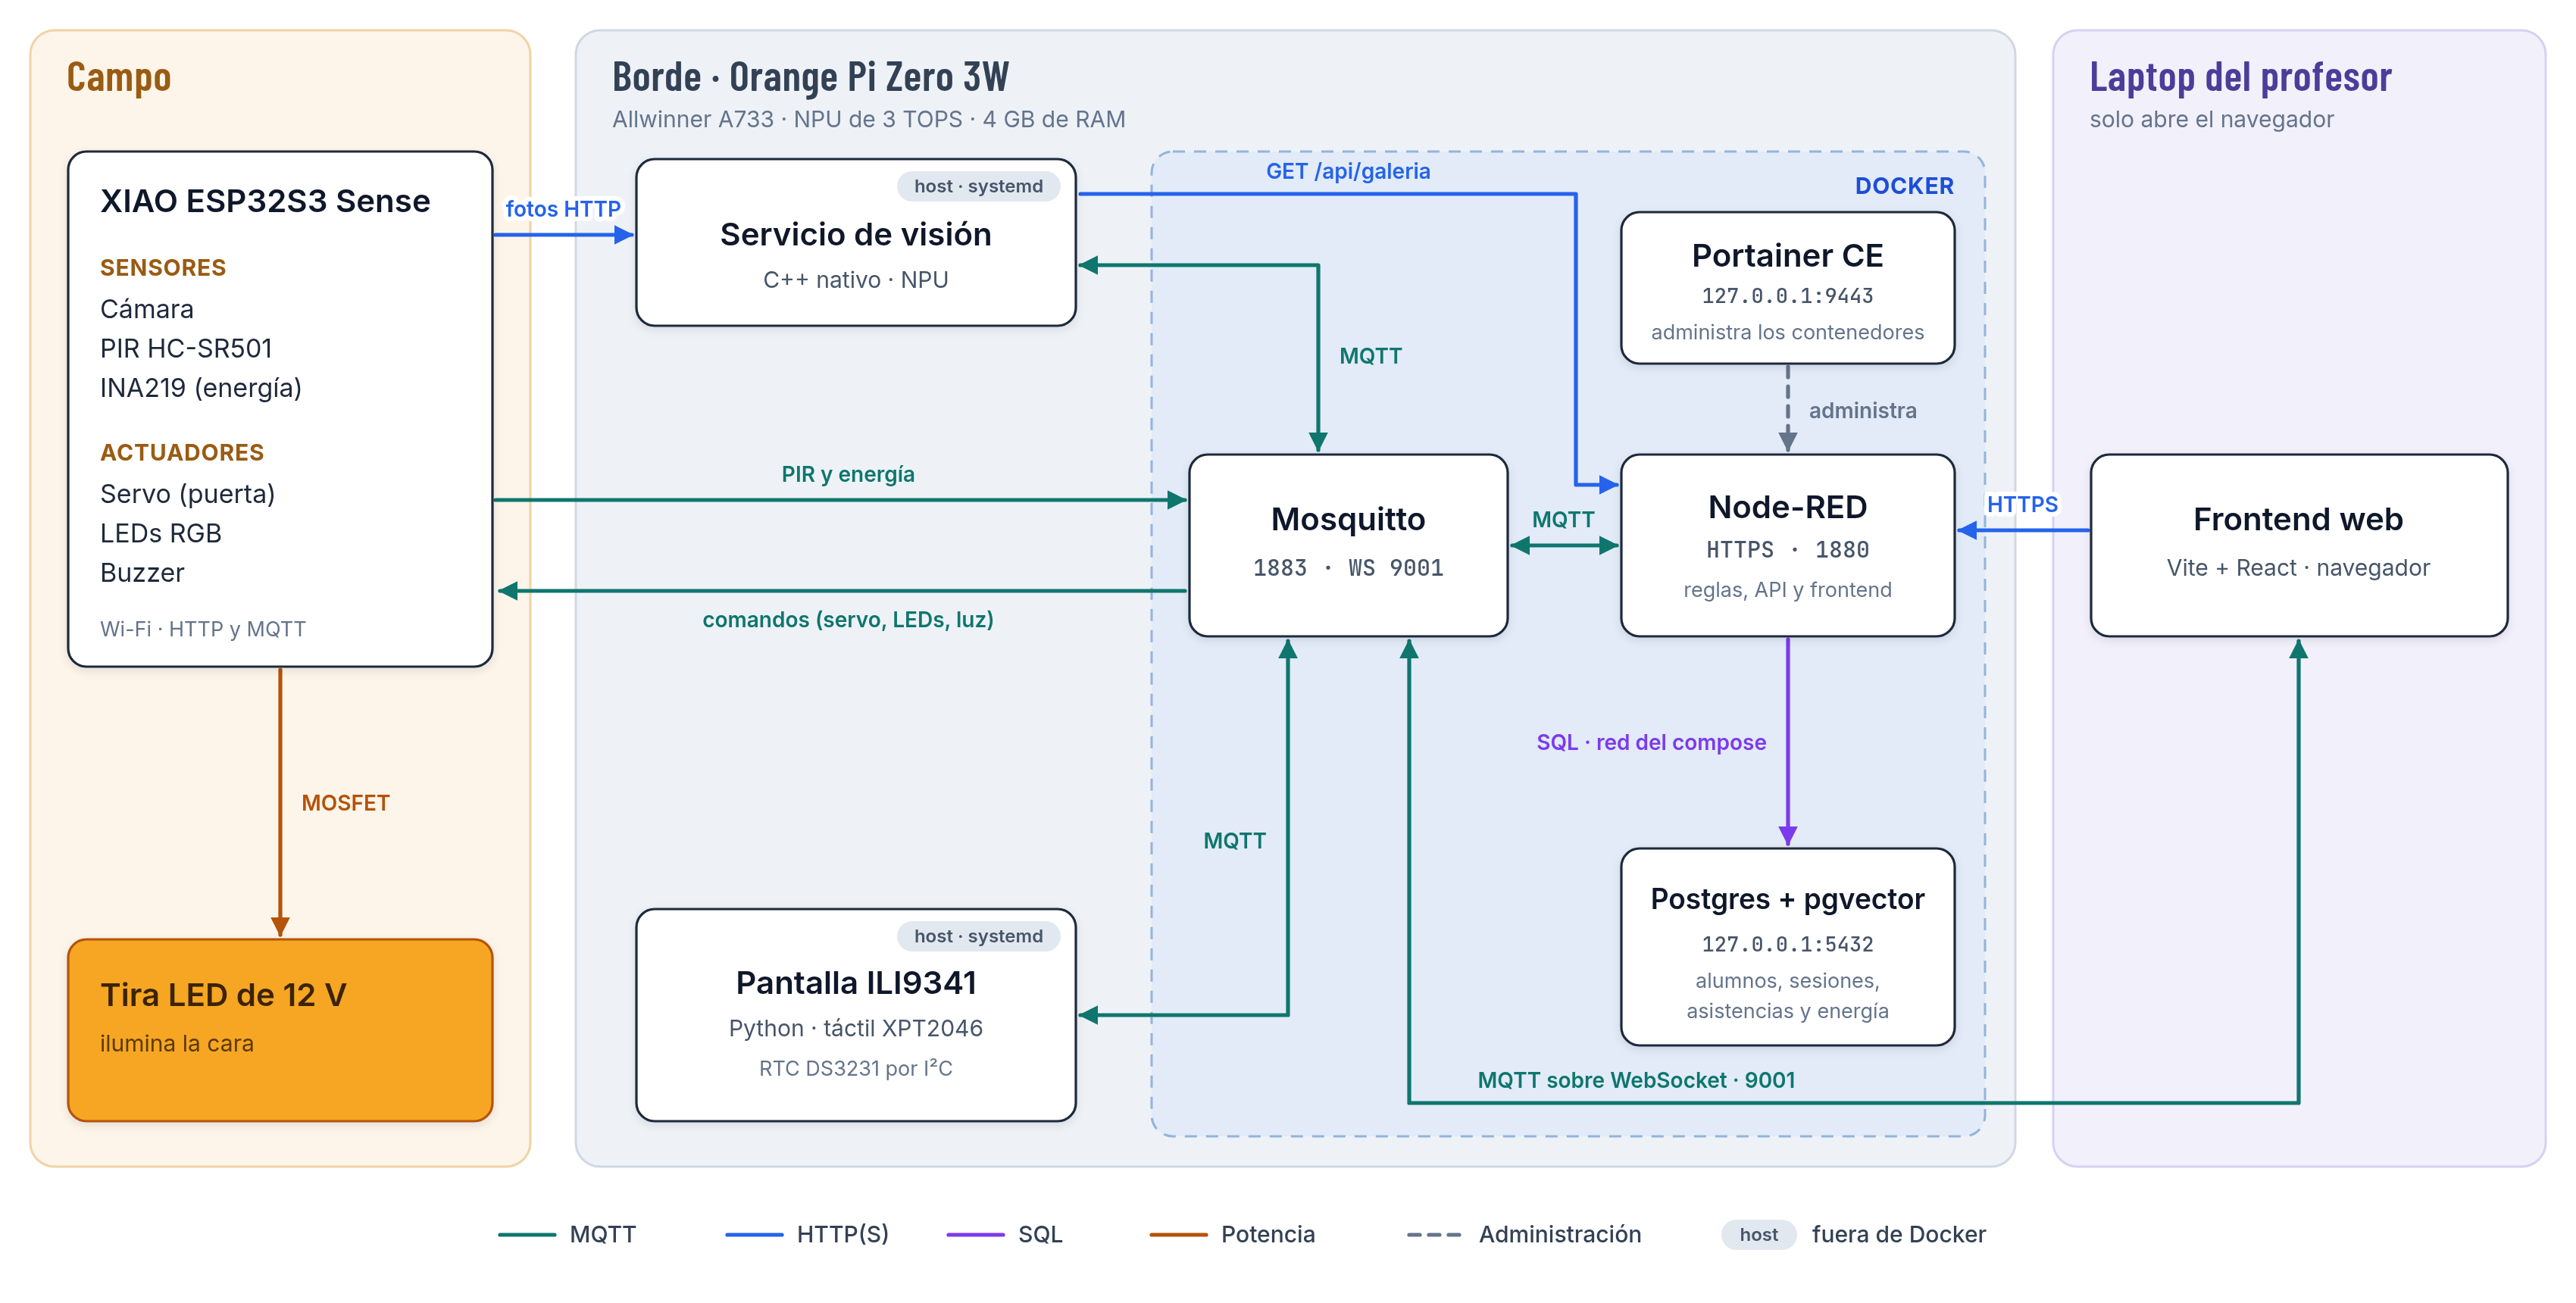 Campo
XIAO ESP32S3 Sense
SENSORES
Cámara
PIR HC-SR501
INA219 (energía)
ACTUADORES
Servo (puerta)
LEDs RGB
Buzzer
Wi-Fi · HTTP y MQTT
MOSFET
Tira LED de 12 V
ilumina la cara
fotos HTTP
Borde · Orange Pi Zero 3W
Allwinner A733 · NPU de 3 TOPS · 4 GB de RAM
host · systemd
Servicio de visión
C++ nativo · NPU
PIR y energía
comandos (servo, LEDs, luz)
host · systemd
Pantalla ILI9341
Python · táctil XPT2046
RTC DS3231 por I²C
GET /api/galeria
DOCKER
MQTT
Portainer CE
127.0.0.1:9443
administra los contenedores
administra
Mosquitto
1883 · WS 9001
MQTT
Node-RED
HTTPS · 1880
reglas, API y frontend
SQL · red del compose
MQTT
Postgres + pgvector
127.0.0.1:5432
alumnos, sesiones,
asistencias y energía
MQTT sobre WebSocket · 9001
HTTPS
Laptop del profesor
solo abre el navegador
Frontend web
Vite + React · navegador
MQTT
HTTP(S)
SQL
Potencia
Administración
host
fuera de Docker